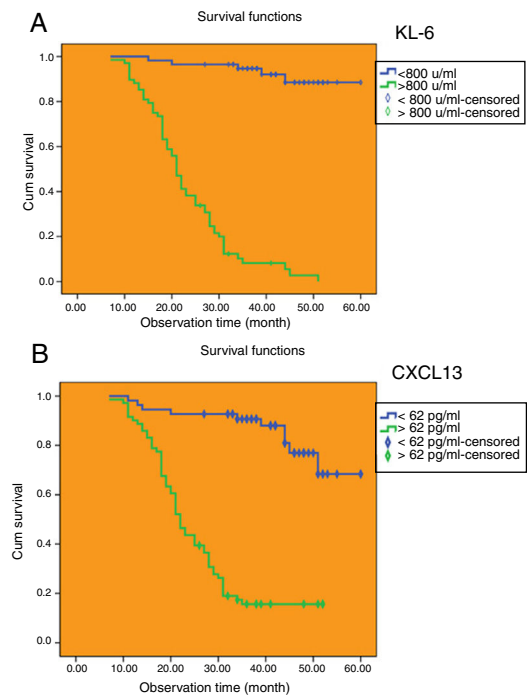 A
Survival functions
KL-6
<800 u/ml
>800 u/ml
< 800 u/ml-censored
> 800 u/ml-censored
Cum survival
1.0
0.8
0.6
0.4
0.2
0.0
0.00 10.00 20.00 30.00 40.00 50.00 60.00
Observation time (month)
B
Survival functions
CXCL13
< 62 pg/ml
> 62 pg/ml
< 62 pg/ml-censored
> 62 pg/ml-censored
Cum survival
1.0
0.8
0.6
0.4
0.2
0.0
0.00 10.00 20.00 30.00 40.00 50.00 60.00
Observation time (month)